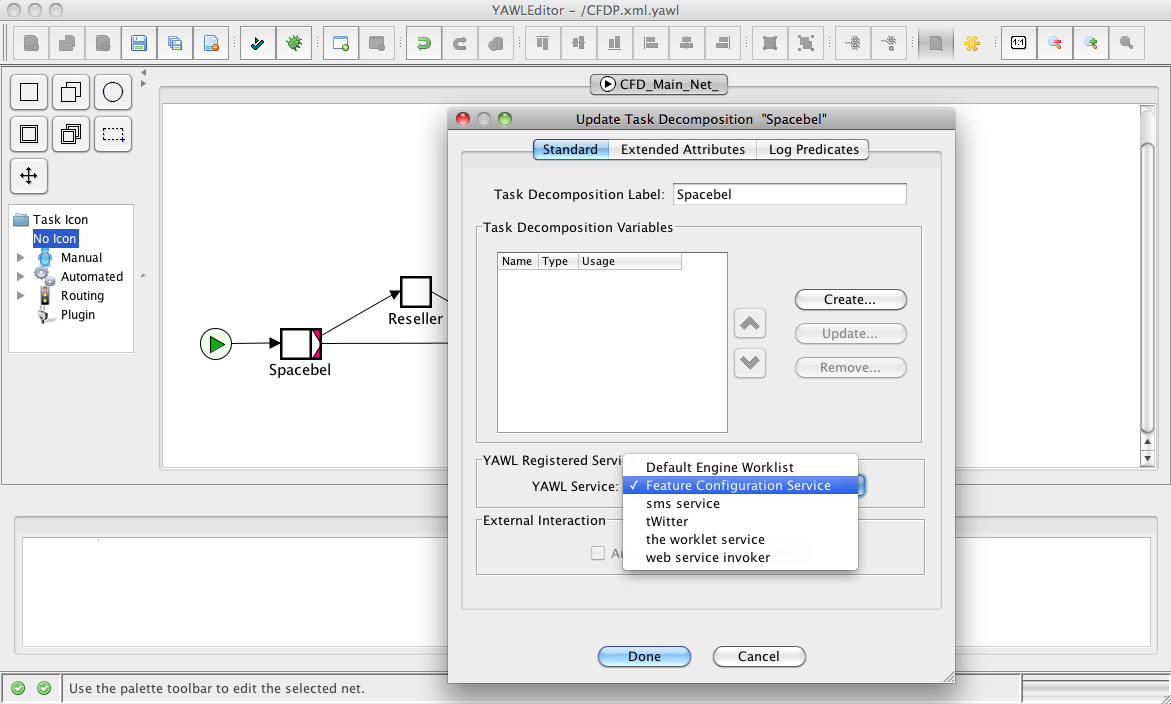 YAWLEditor - /CFDP.xml.yawl
1:1
CFD_Main_Net_
Update Task Decomposition "Spacebel"
Standard Extended Attributes Log Predicates
Task Decomposition Label: Spacebel
Task Icon
No Icon
Manual
Automated
Routing
Plugin
Task Decomposition Variables
Name Type Usage
Create...
Update...
Remove...
Reseller
Spacebel
YAWL Registered Servic
YAWL Service:
Default Engine Worklist
✓ Feature Configuration Service
sms service
tWitter
the worklet service
web service invoker
External Interaction
Done Cancel
Use the palette toolbar to edit the selected net.